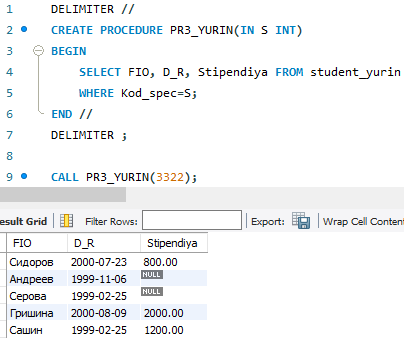 1 DELIMITER //
2 CREATE PROCEDURE PR3_YURIN(IN S INT)
3 BEGIN
4 SELECT FIO, D_R, Stipendiya FROM student_yurin
5 WHERE Kod_spec=S;
6 END //
7 DELIMITER ;
8
9 CALL PR3_YURIN(3322);
esult Grid Filter Rows: Export: Wrap Cell Conten
FIO D_R Stipendiya
Сидоров 2000-07-23 800.00
Андреев 1999-11-06 NULL
Серова 1999-02-25 NULL
Гришина 2000-08-09 2000.00
Сашин 1999-02-25 1200.00